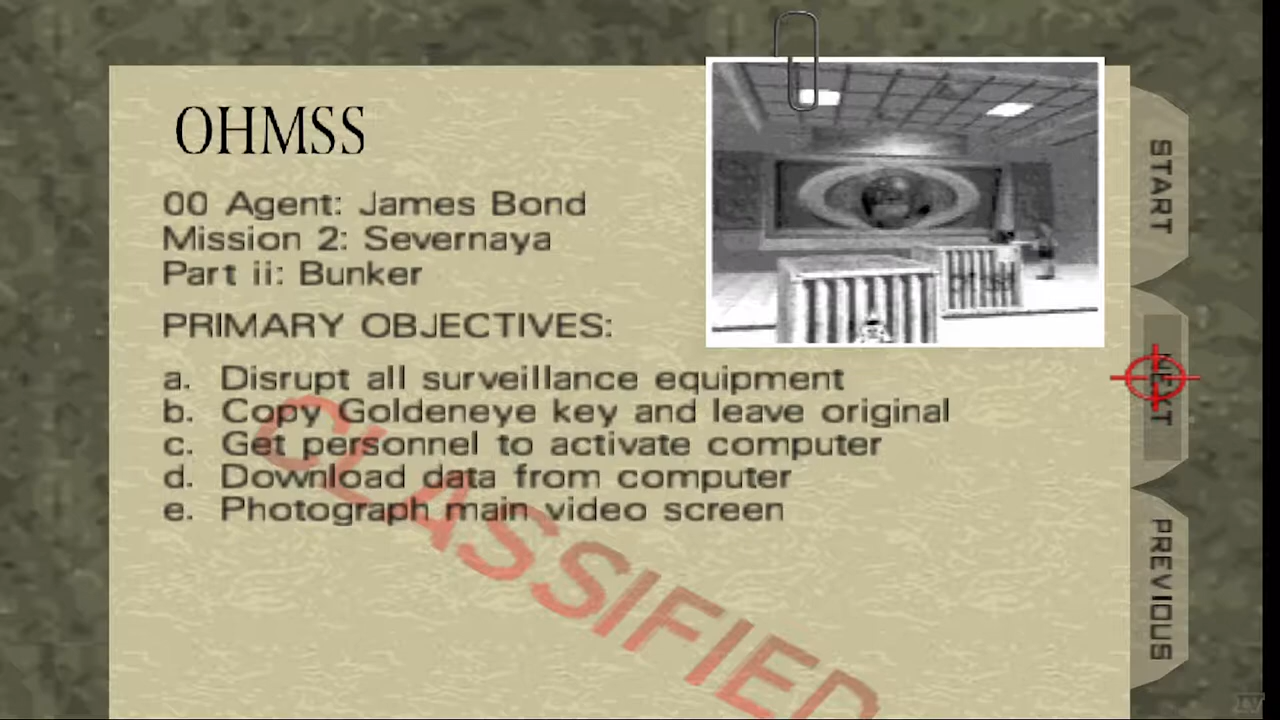 OHMSS
00 Agent: James Bond
Mission 2: Severnaya
Part ii: Bunker
PRIMARY OBJECTIVES:
a. Disrupt all surveillance equipment
b. Copy Goldeneye key and leave original
c. Get personnel to activate computer
d. Download data from computer
e. Photograph main video screen
CLASSIFIED
START
NEXT
PREVIOUS